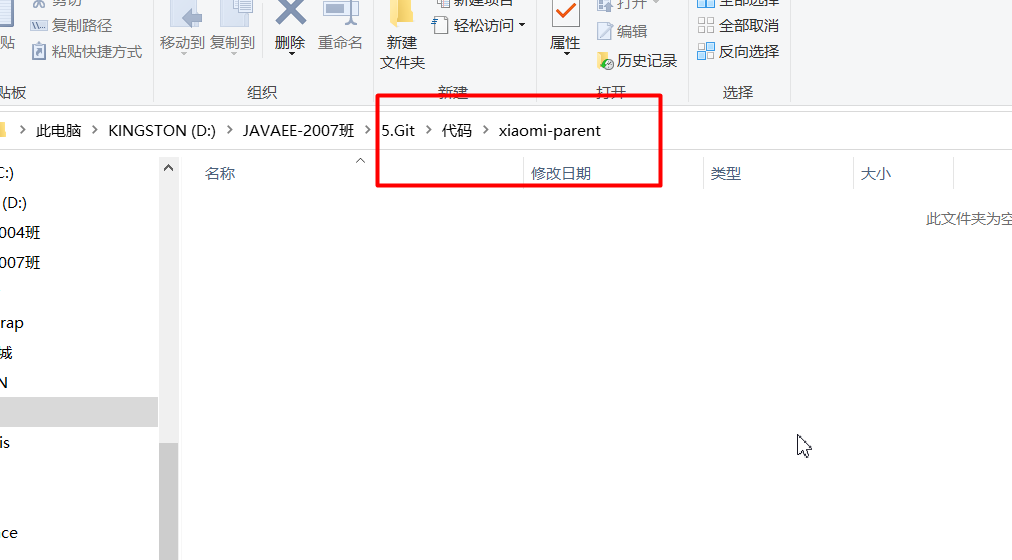 剪切
打开
新建项目
全部选择
复制路径
轻松访问
编辑
全部取消
贴
移动到 复制到 删除 重命名 新建 属性
粘贴快捷方式
文件夹
历史记录
反向选择
贴板 组织 新建 打开 选择
此电脑 KINGSTON (D:) JAVAEE-2007班 5.Git 代码 xiaomi-parent
名称 修改日期 类型 大小
C:)
(D:)
此文件夹为空
004班
007班
rap
城
N
is
ce